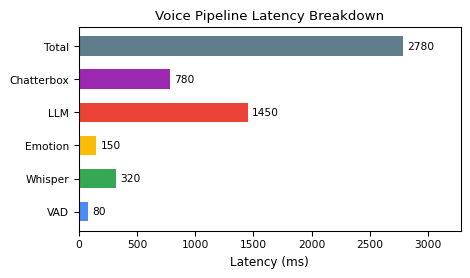 Voice Pipeline Latency Breakdown
Total 2780
Chatterbox 780
LLM 1450
Emotion 150
Whisper 320
VAD 80
0 500 1000 1500 2000 2500 3000
Latency (ms)